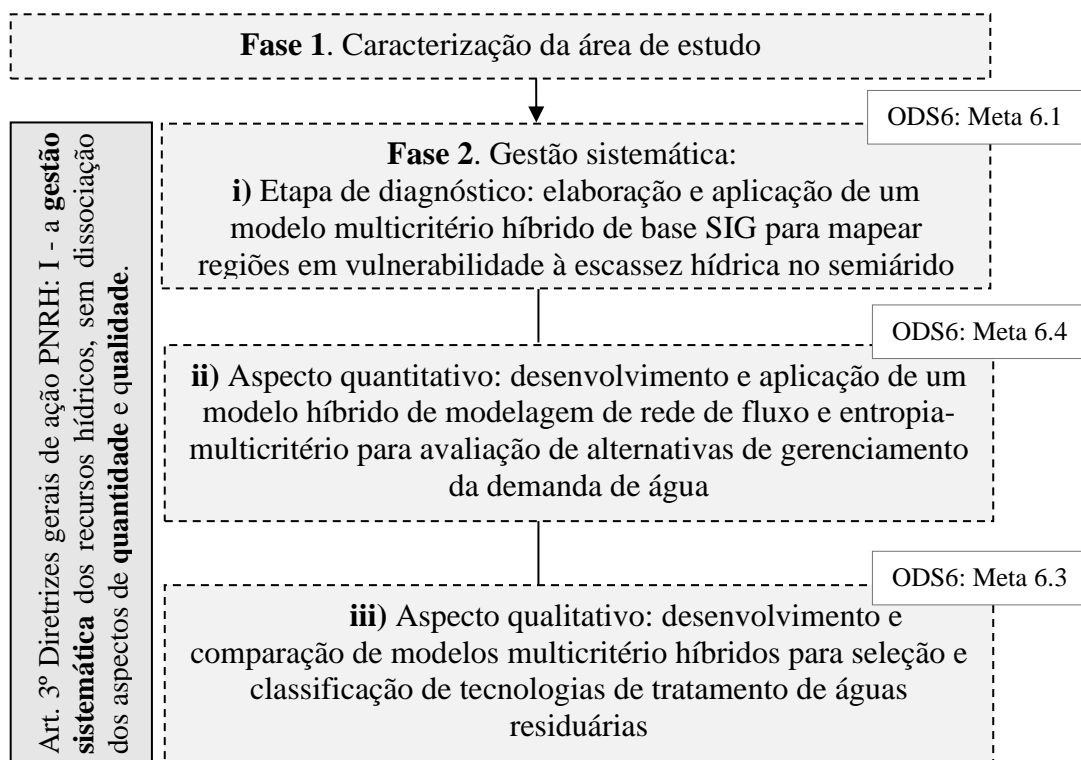 Fase 1. Caracterização da área de estudo
ODS6: Meta 6.1
Fase 2. Gestão sistemática:
i) Etapa de diagnóstico: elaboração e aplicação de um
modelo multicritério híbrido de base SIG para mapear
regiões em vulnerabilidade à escassez hídrica no semiárido
Art. 3º Diretrizes gerais de ação PNRH: I - a gestão
sistemática dos recursos hídricos, sem dissociação
dos aspectos de quantidade e qualidade.
ODS6: Meta 6.4
ii) Aspecto quantitativo: desenvolvimento e aplicação de um
modelo híbrido de modelagem de rede de fluxo e entropia-
multicritério para avaliação de alternativas de gerenciamento
da demanda de água
ODS6: Meta 6.3
iii) Aspecto qualitativo: desenvolvimento e
comparação de modelos multicritério híbridos para seleção e
classificação de tecnologias de tratamento de águas
residuárias